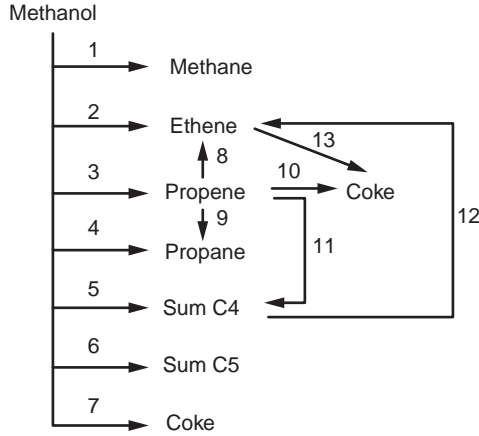 Methanol
1
Methane
2
Ethene
13
8
3
Propene
10
Coke
12
9
4
Propane
11
5
Sum C4
6
Sum C5
7
Coke